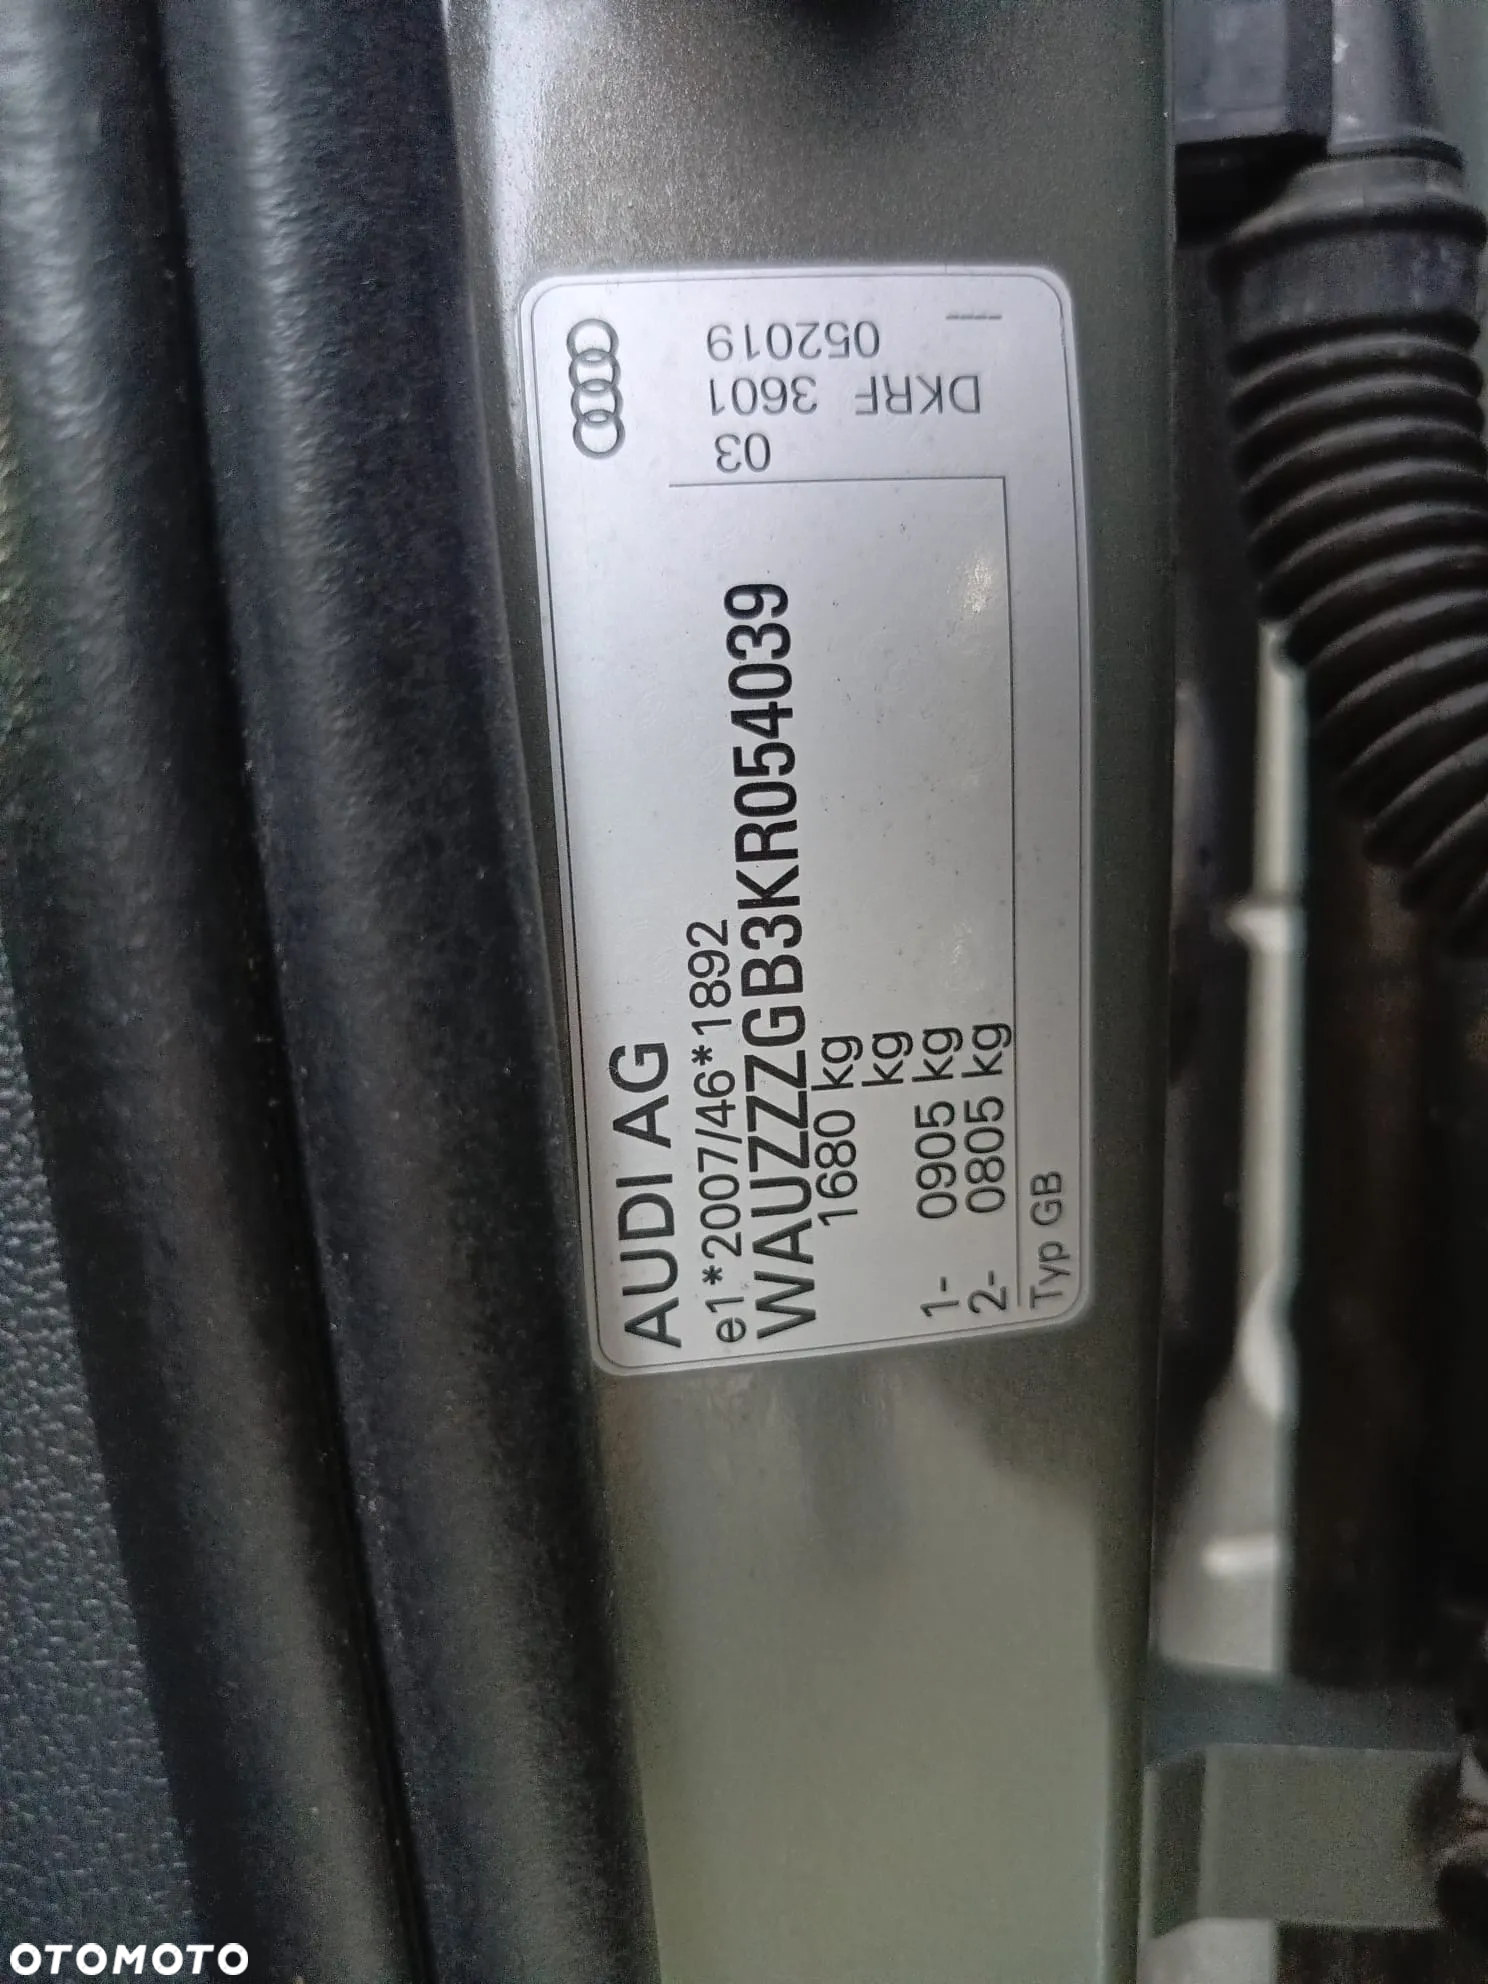 AUDI AG
e1*2007/46*1892
WAUZZZGB3KR054039
1680 kg
kg
1- 0905 kg
2- 0805 kg
Typ GB
03
DKRF 3601
052019
----
OTOMOTO